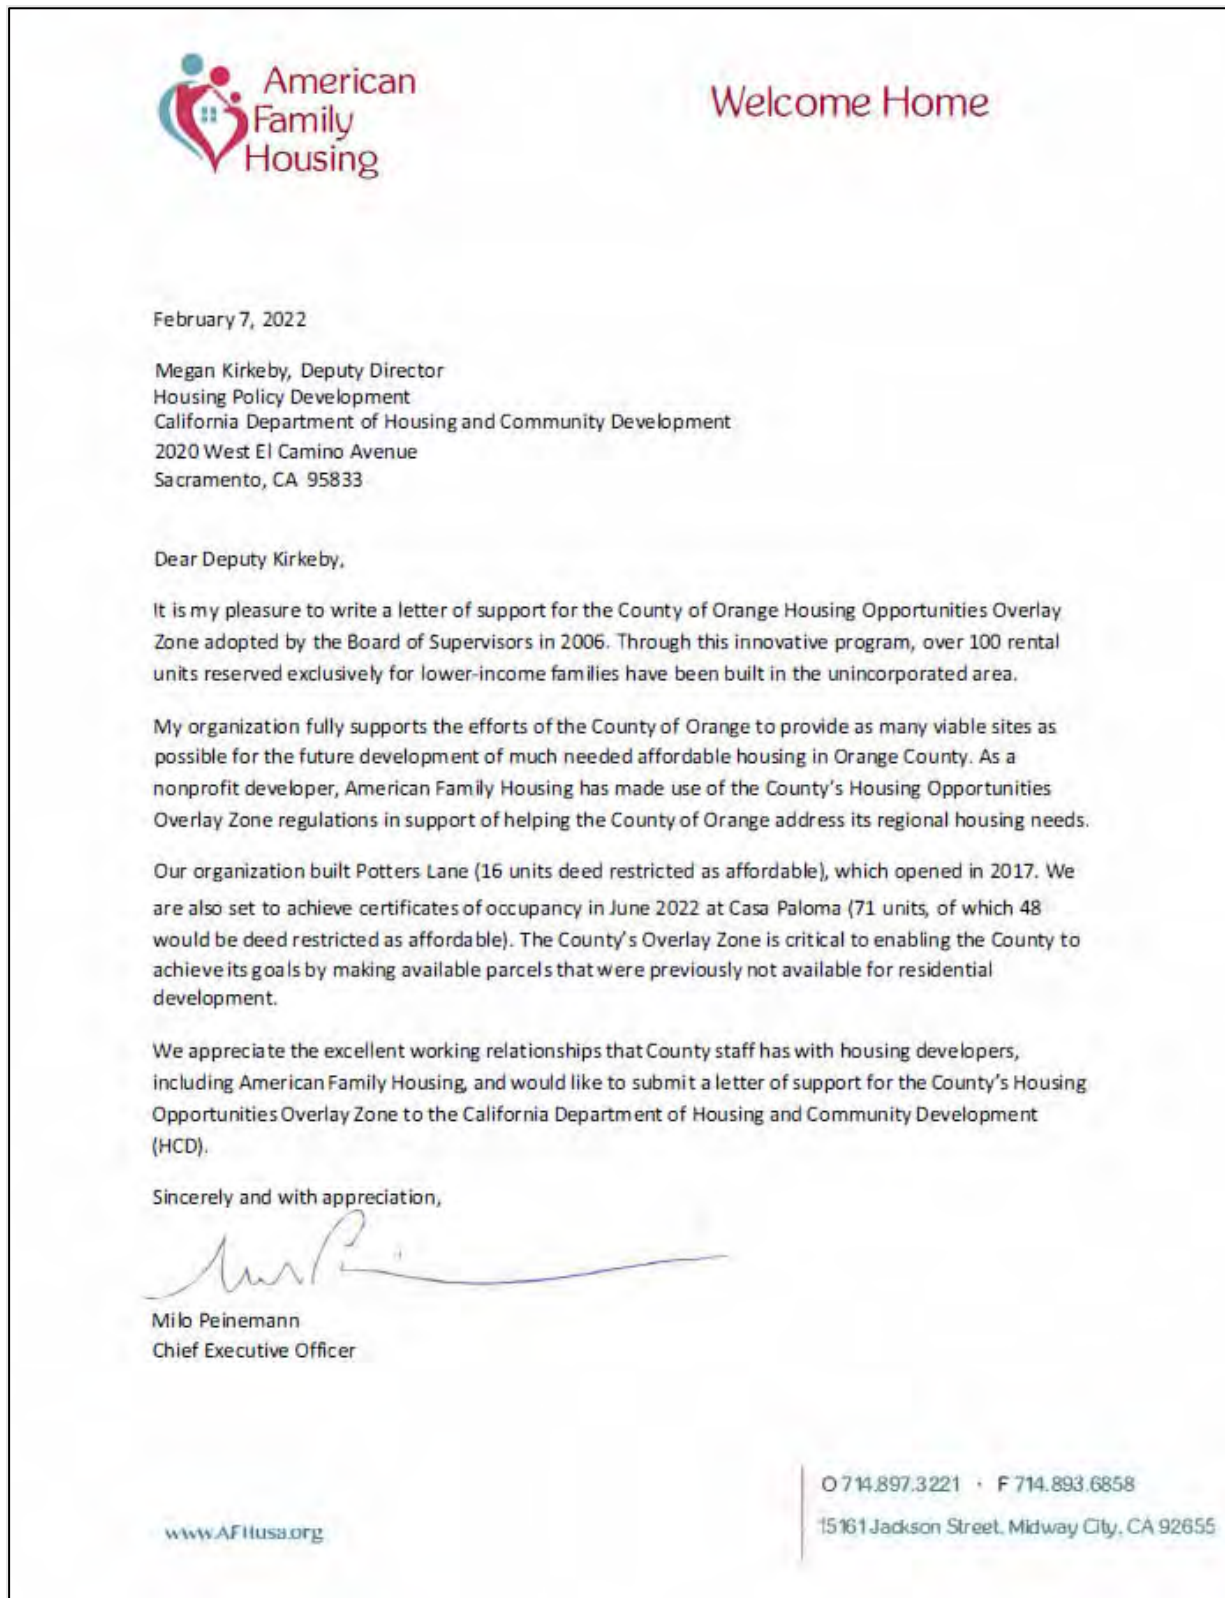 American
Family
Housing
Welcome Home
February 7, 2022
Megan Kirkeby, Deputy Director
Housing Policy Development
California Department of Housing and Community Development
2020 West El Camino Avenue
Sacramento, CA 95833
Dear Deputy Kirkeby,
It is my pleasure to write a letter of support for the County of Orange Housing Opportunities Overlay
Zone adopted by the Board of Supervisors in 2006. Through this innovative program, over 100 rental
units reserved exclusively for lower-income families have been built in the unincorporated area.
My organization fully supports the efforts of the County of Orange to provide as many viable sites as
possible for the future development of much needed affordable housing in Orange County. As a
nonprofit developer, American Family Housing has made use of the County's Housing Opportunities
Overlay Zone regulations in support of helping the County of Orange address its regional housing needs.
Our organization built Potters Lane (16 units deed restricted as affordable), which opened in 2017. We
are also set to achieve certificates of occupancy in June 2022 at Casa Paloma (71 units, of which 48
would be deed restricted as affordable). The County's Overlay Zone is critical to enabling the County to
achieve its goals by making available parcels that were previously not available for residential
development.
We appreciate the excellent working relationships that County staff has with housing developers,
including American Family Housing, and would like to submit a letter of support for the County's Housing
Opportunities Overlay Zone to the California Department of Housing and Community Development
(HCD).
Sincerely and with appreciation,
Milo Peinemann
Chief Executive Officer
O 714.897.3221 · F 714.893.6858
www.AFHusa.org
15161 Jackson Street, Midway City, CA 92655